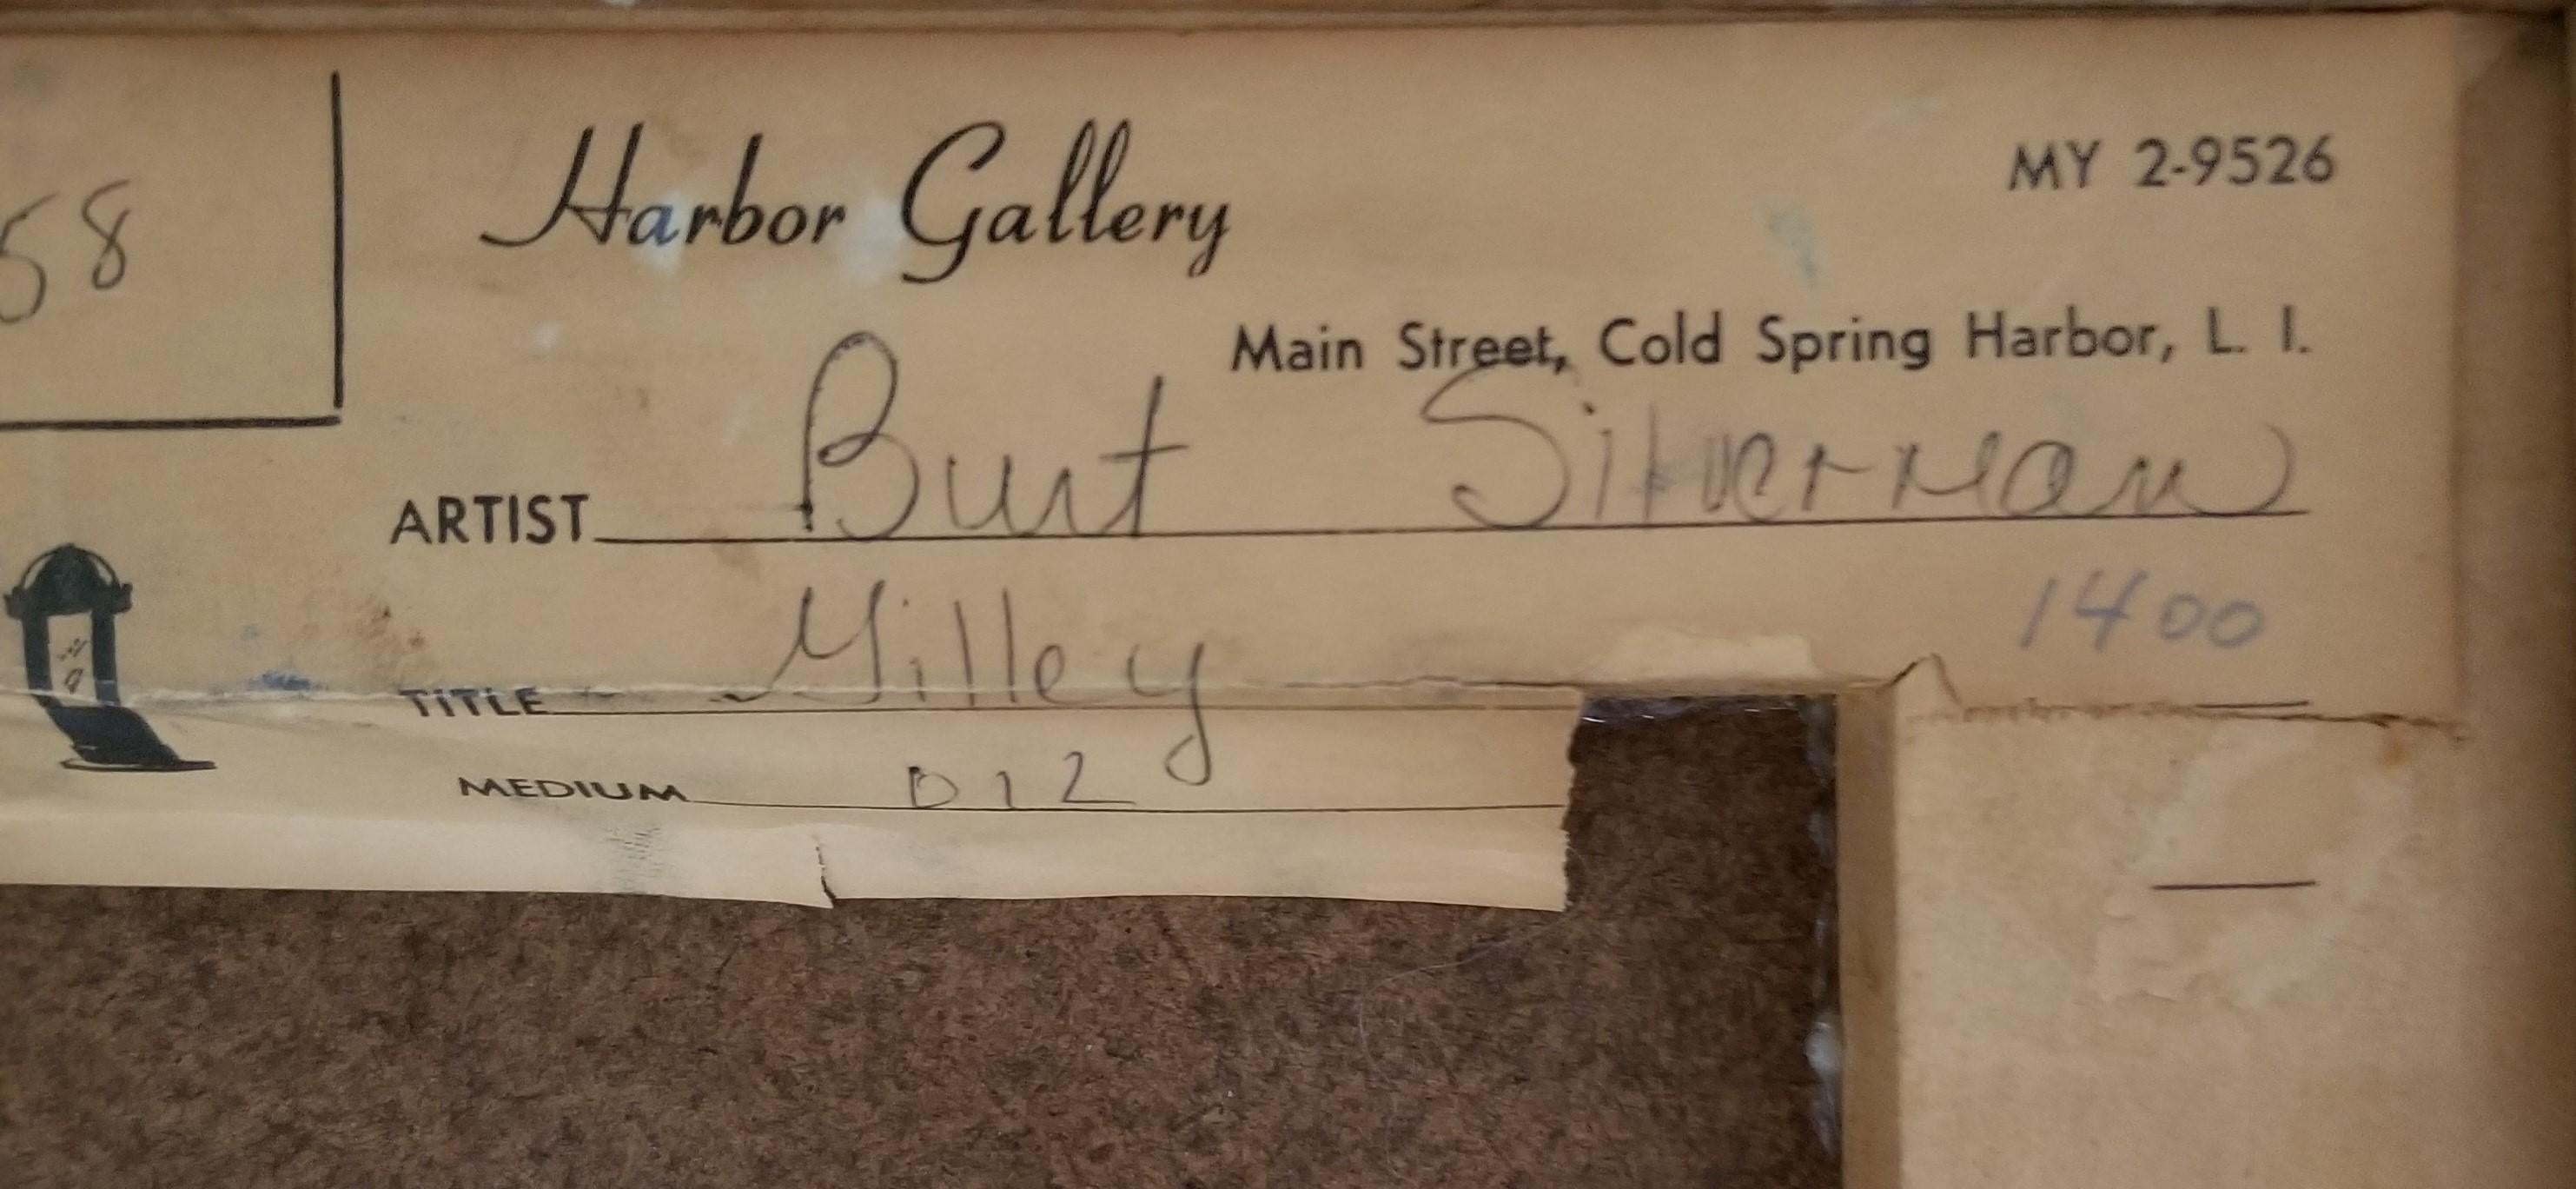 58
Harbor Gallery
MY 2-9526
Main Street, Cold Spring Harbor, L. I.
ARTIST Burt Silverman
1400
TITLE Milley
MEDIUM OIL